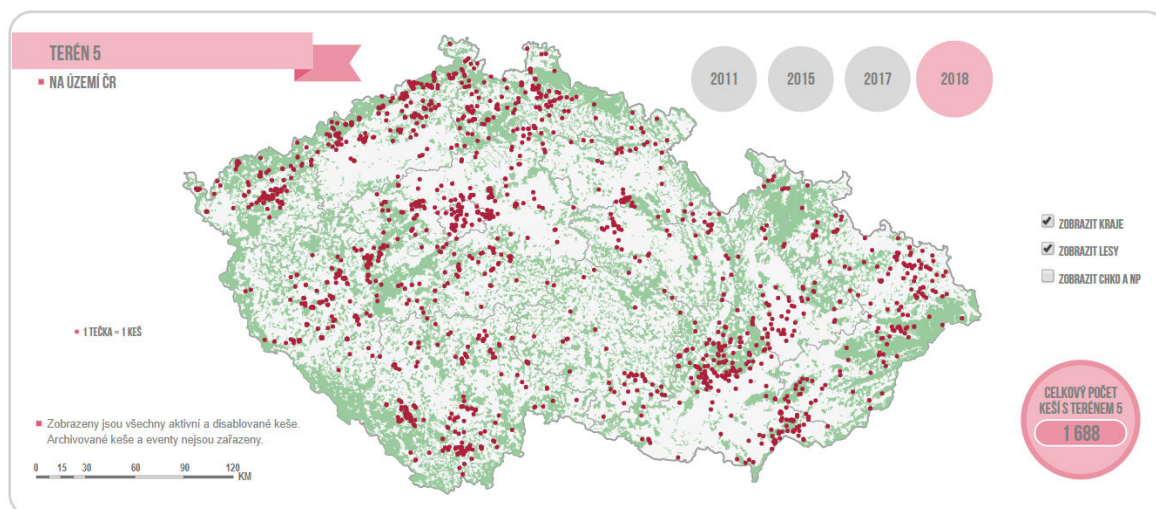 TERÉN 5
NA ÚZEMÍ ČR
2011
2015
2017
2018
ZOBRAZIT KRAJE
ZOBRAZIT LESY
ZOBRAZIT CHKO A NP
1 TEČKA = 1 KEŠ
CELKOVÝ POČET
KEŠÍ S TERÉNEM 5
1 688
Zobrazeny jsou všechny aktivní a disablované keše.
Archivované keše a eventy nejsou zařazeny.
0 15 30 60 90 120
KM